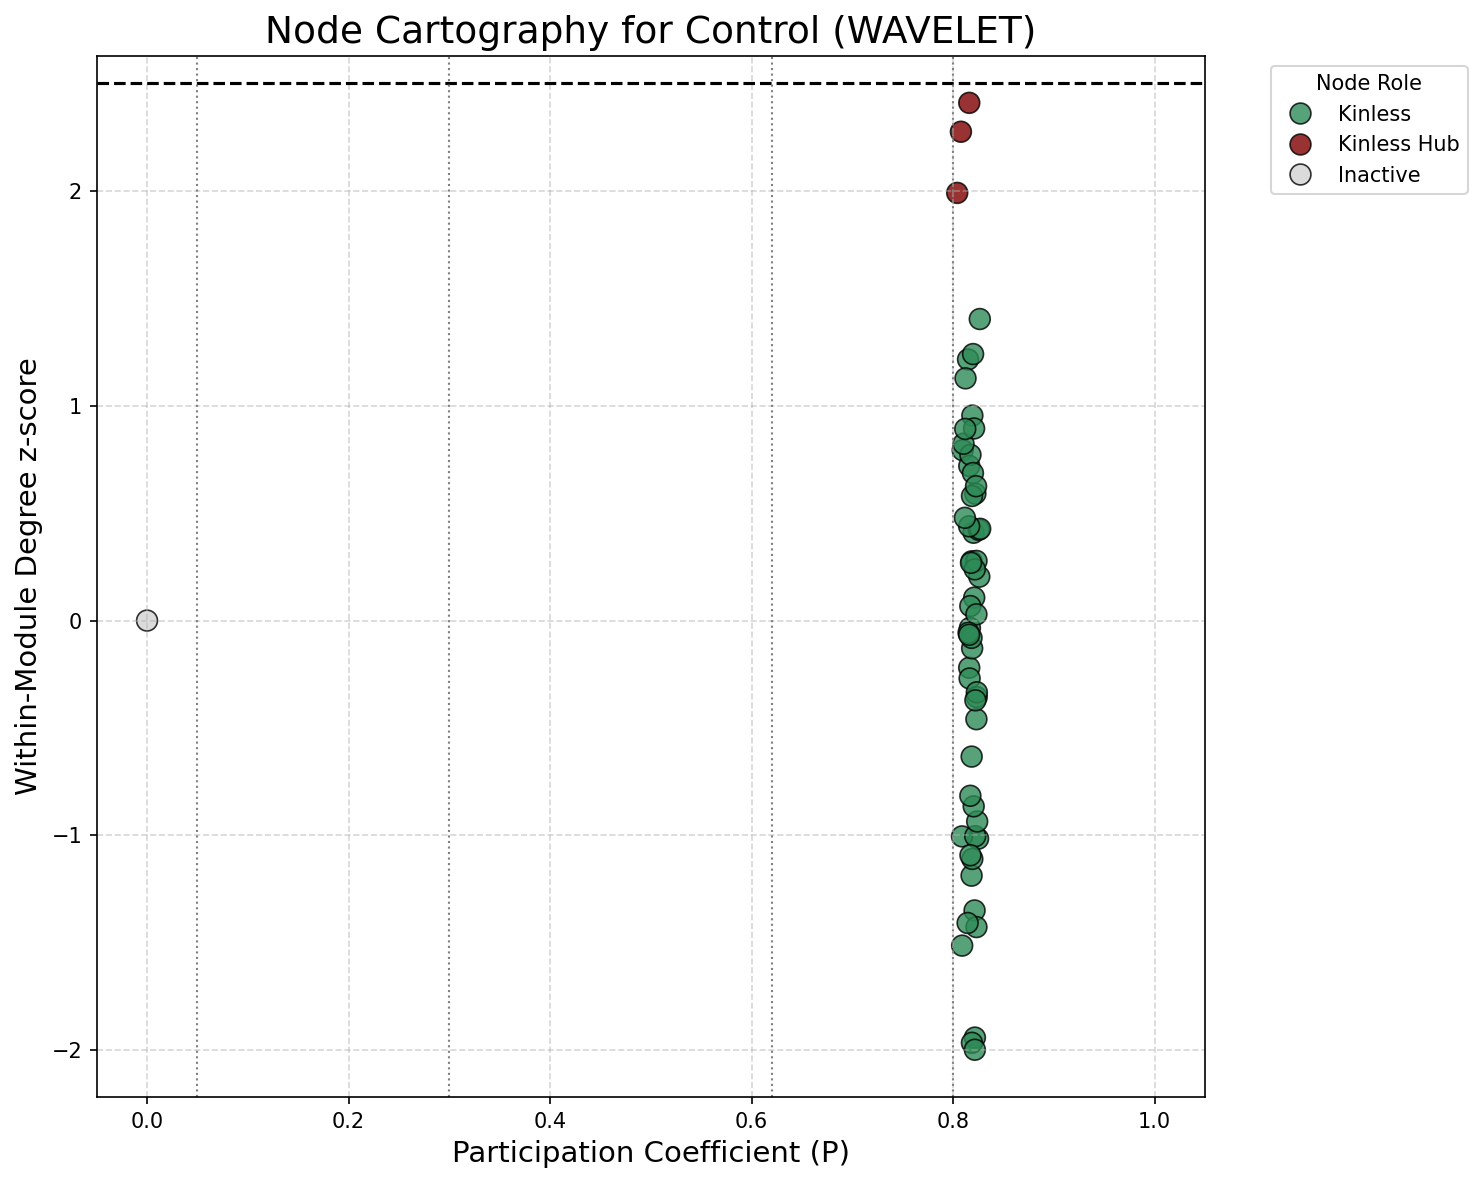 Node Cartography for Control (WAVELET)
Node Role
Kinless
Kinless Hub
Inactive
Within-Module Degree z-score
2
1
0
−1
−2
0.0
0.2
0.4
0.6
0.8
1.0
Participation Coefficient (P)